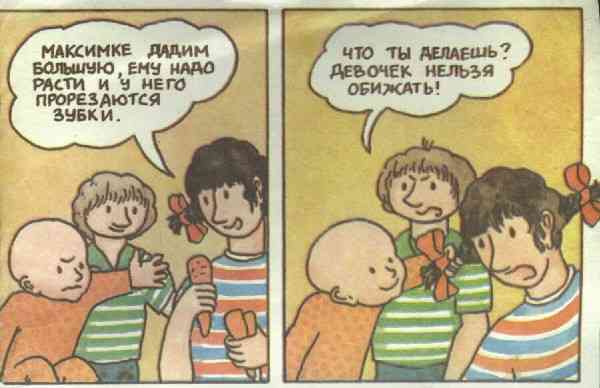 МАКСИМКЕ ДАДИМ
БОЛЬШУЮ, ЕМУ НАДО
РАСТИ И У НЕГО
ПРОРЕЗАЮТСЯ
ЗУБКИ.
ЧТО ТЫ ДЕЛАЕШЬ?
ДЕВОЧЕК НЕЛЬЗЯ
ОБИЖАТЬ!